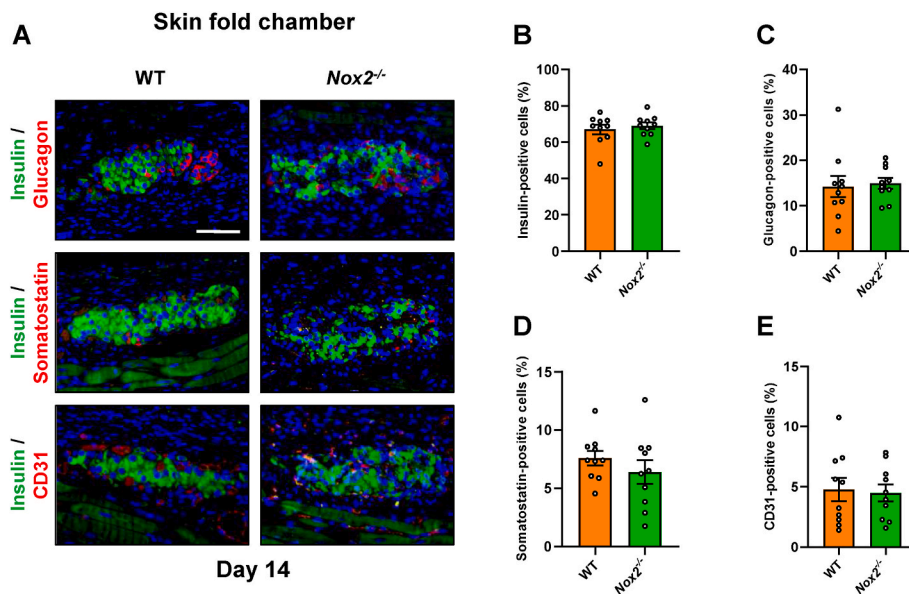 Skin fold chamber
A
WT
Nox2-/-
Insulin /
Glucagon
Insulin /
Somatostatin
Insulin /
CD31
Day 14
B
Insulin-positive cells (%)
100
80
60
40
20
0
WT
Nox2-/-
C
Glucagon-positive cells (%)
40
30
20
10
0
WT
Nox2-/-
D
Somatostatin-positive cells (%)
15
10
5
0
WT
Nox2-/-
E
CD31-positive cells (%)
15
10
5
0
WT
Nox2-/-